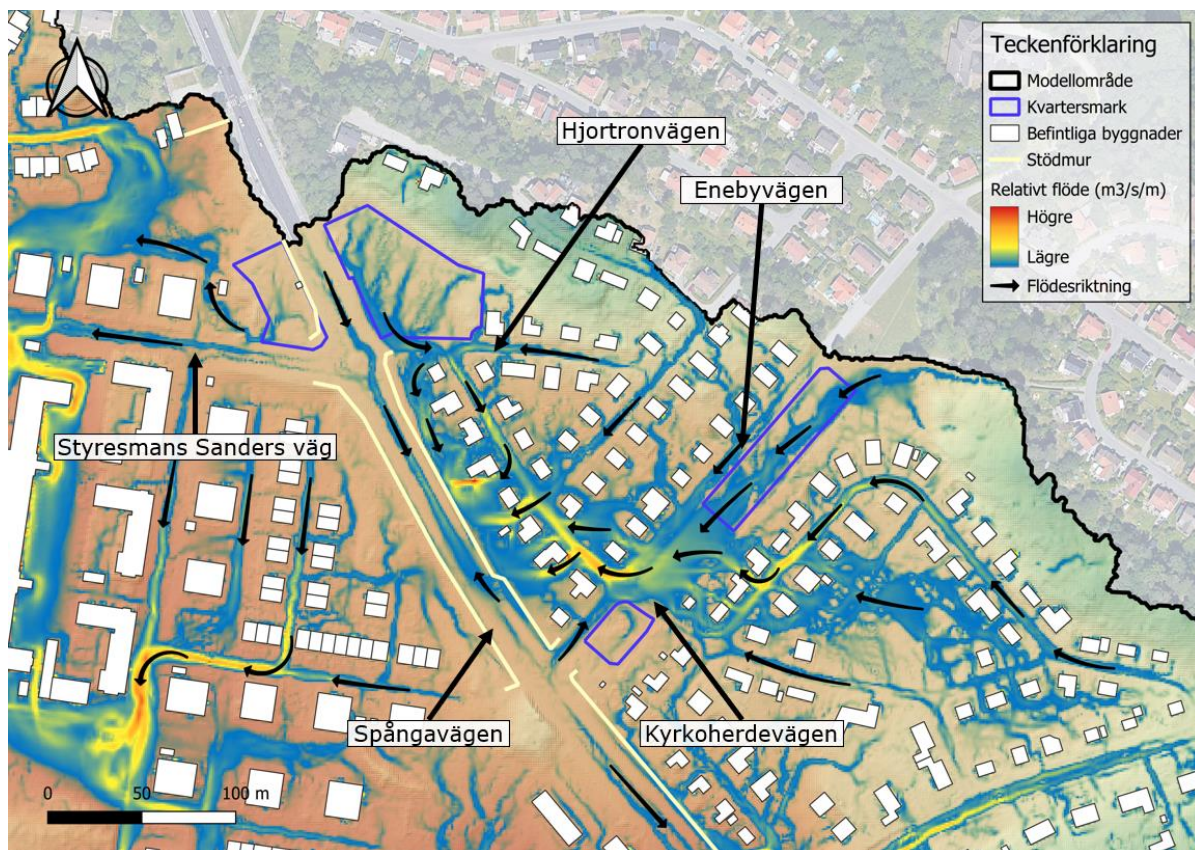 Teckenförklaring
Modellområde
Kvartersmark
Befintliga byggnader
Stödmur
Relativt flöde (m3/s/m)
Högre
Lägre
Flödesriktning
Hjortronvägen
Enebyvägen
Styresmans Sanders väg
Spångavägen
Kyrkoherdevägen
0 50 100 m